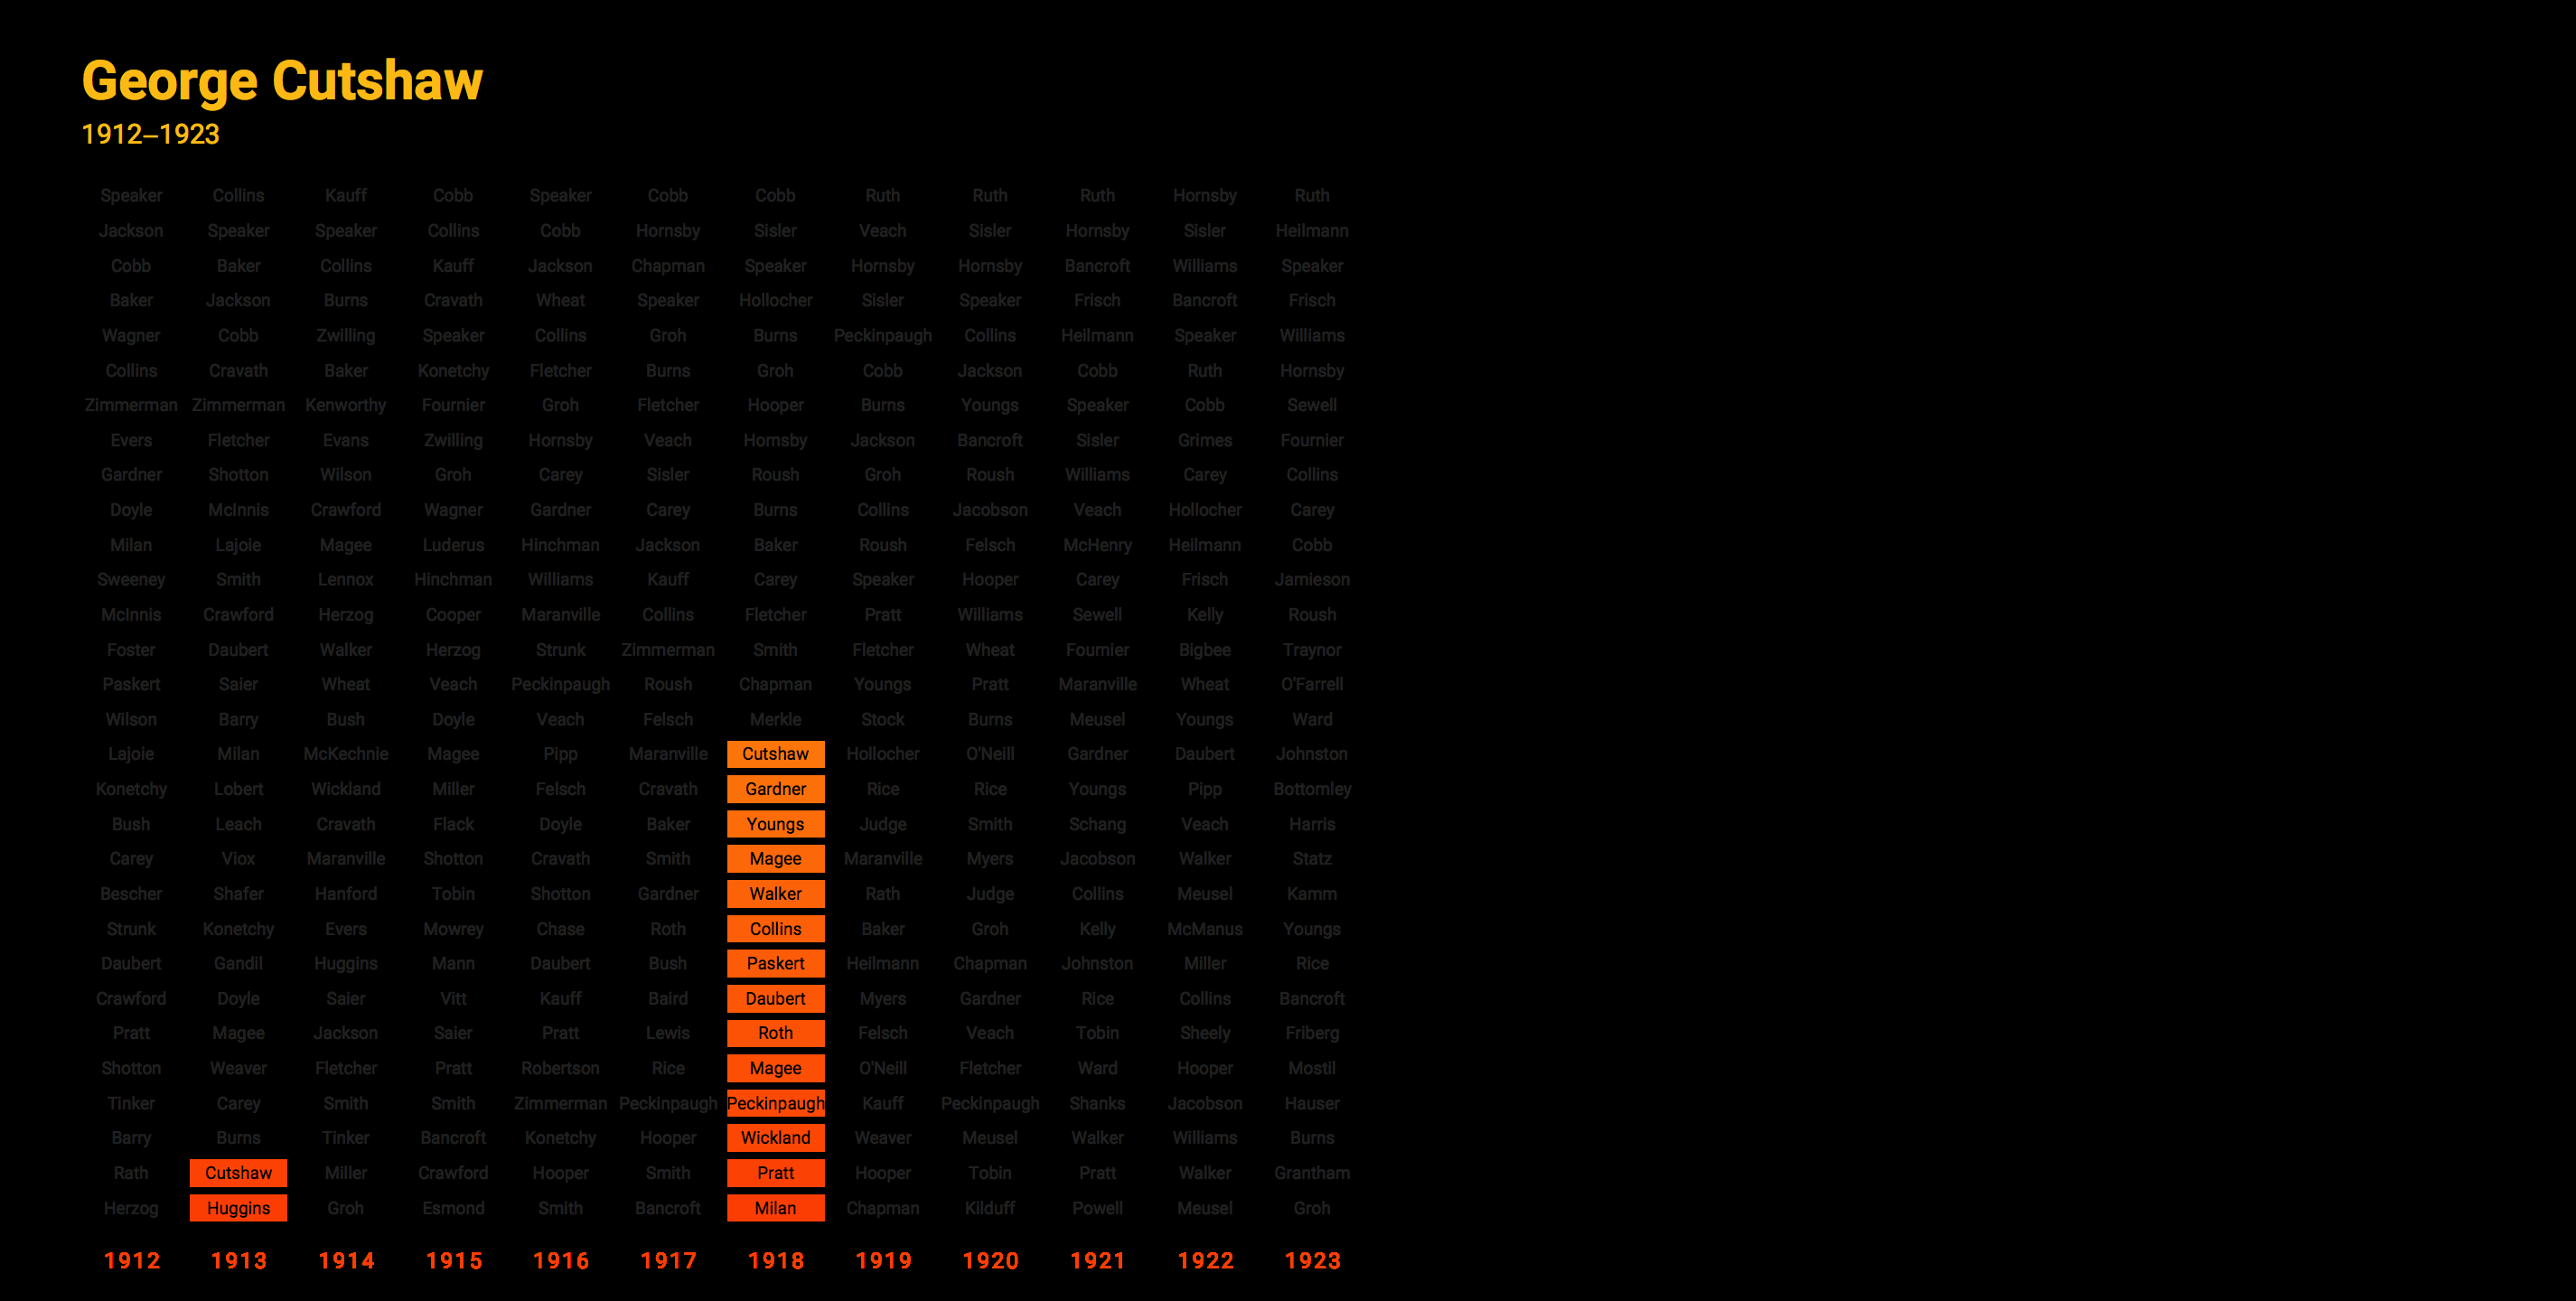 George Cutshaw
1912–1923
Speaker Collins Kauff Cobb Speaker Cobb Cobb Ruth Ruth Ruth Hornsby Ruth
Jackson Speaker Speaker Collins Cobb Hornsby Sisler Veach Sisler Hornsby Sisler Heilmann
Cobb Baker Collins Kauff Jackson Chapman Speaker Hornsby Hornsby Bancroft Williams Speaker
Baker Jackson Burns Cravath Wheat Speaker Hollocher Sisler Speaker Frisch Bancroft Frisch
Wagner Cobb Zwilling Speaker Collins Groh Burns Peckinpaugh Collins Heilmann Speaker Williams
Collins Cravath Baker Konetchy Fletcher Burns Groh Cobb Jackson Cobb Ruth Hornsby
Zimmerman Zimmerman Kenworthy Fournier Groh Fletcher Hooper Burns Youngs Speaker Cobb Sewell
Evers Fletcher Evans Zwilling Hornsby Veach Hornsby Jackson Bancroft Sisler Grimes Fournier
Gardner Shotton Wilson Groh Carey Sisler Roush Groh Roush Williams Carey Collins
Doyle McInnis Crawford Wagner Gardner Carey Burns Collins Jacobson Veach Hollocher Carey
Milan Lajoie Magee Luderus Hinchman Jackson Baker Roush Felsch McHenry Heilmann Cobb
Sweeney Smith Lennox Hinchman Williams Kauff Carey Speaker Hooper Carey Frisch Jamieson
McInnis Crawford Herzog Cooper Maranville Collins Fletcher Pratt Williams Sewell Kelly Roush
Foster Daubert Walker Herzog Strunk Zimmerman Smith Fletcher Wheat Fournier Bigbee Traynor
Paskert Saier Wheat Veach Peckinpaugh Roush Chapman Youngs Pratt Maranville Wheat O'Farrell
Wilson Barry Bush Doyle Veach Felsch Merkle Stock Burns Meusel Youngs Ward
Lajoie Milan McKechnie Magee Pipp Maranville Cutshaw Hollocher O'Neill Gardner Daubert Johnston
Konetchy Lobert Wickland Miller Felsch Cravath Gardner Rice Rice Youngs Pipp Bottomley
Bush Leach Cravath Flack Doyle Baker Youngs Judge Smith Schang Veach Harris
Carey Viox Maranville Shotton Cravath Smith Magee Maranville Myers Jacobson Walker Statz
Bescher Shafer Hanford Tobin Shotton Gardner Walker Rath Judge Collins Meusel Kamm
Strunk Konetchy Evers Mowrey Chase Roth Collins Baker Groh Kelly McManus Youngs
Daubert Gandil Huggins Mann Daubert Bush Paskert Heilmann Chapman Johnston Miller Rice
Crawford Doyle Saier Vitt Kauff Baird Daubert Myers Gardner Rice Collins Bancroft
Pratt Magee Jackson Saier Pratt Lewis Roth Felsch Veach Tobin Sheely Friberg
Shotton Weaver Fletcher Pratt Robertson Rice Magee O'Neill Fletcher Ward Hooper Mostil
Tinker Carey Smith Smith Zimmerman Peckinpaugh Peckinpaugh Kauff Peckinpaugh Shanks Jacobson Hauser
Barry Burns Tinker Bancroft Konetchy Hooper Wickland Weaver Meusel Walker Williams Burns
Rath Cutshaw Miller Crawford Hooper Smith Pratt Hooper Tobin Pratt Walker Grantham
Herzog Huggins Groh Esmond Smith Bancroft Milan Chapman Kilduff Powell Meusel Groh
1912 1913 1914 1915 1916 1917 1918 1919 1920 1921 1922 1923